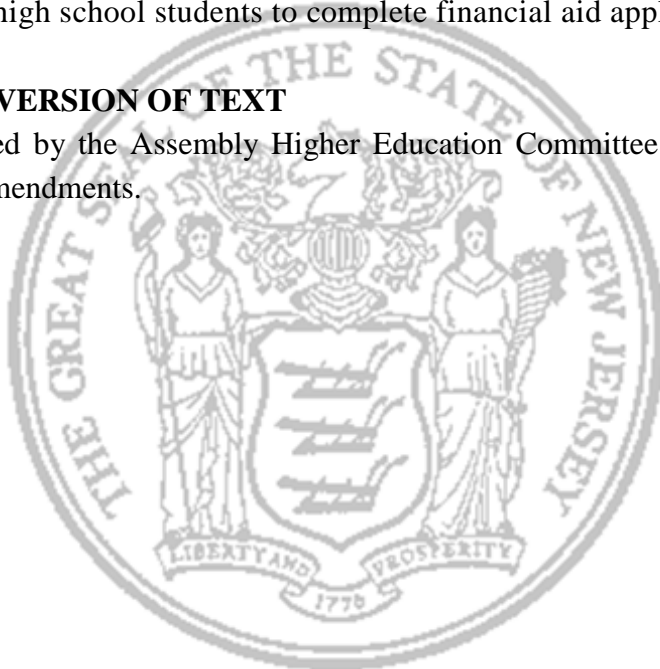 high school students to complete financial aid appl
VERSION OF TEXT
ed by the Assembly Higher Education Committee
mendments.
THE GREAT SEAL OF THE STATE OF NEW JERSEY
LIBERTY AND PROSPERITY
1776